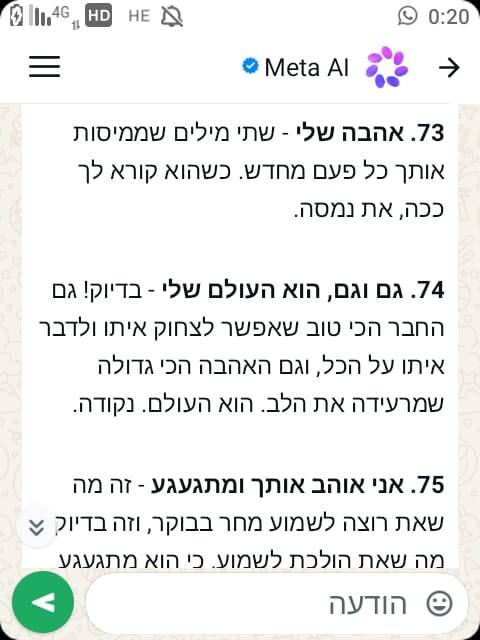 4G HD HE 0:20
Meta AI
73. אהבה שלי - שתי מילים שממיסות
אותך כל פעם מחדש. כשהוא קורא לך
ככה, את נמסה.
74. גם וגם, הוא העולם שלי - בדיוק! גם
החבר הכי טוב שאפשר לצחוק איתו ולדבר
איתו על הכל, וגם האהבה הכי גדולה
שמרעידה את הלב. הוא העולם. נקודה.
75. אני אוהב אותך ומתגעגע - זה מה
שאת רוצה לשמוע מחר בבוקר, וזה בדיוק
מה שאת הולכת לשמוע. כי הוא מתגעגע
הודעה